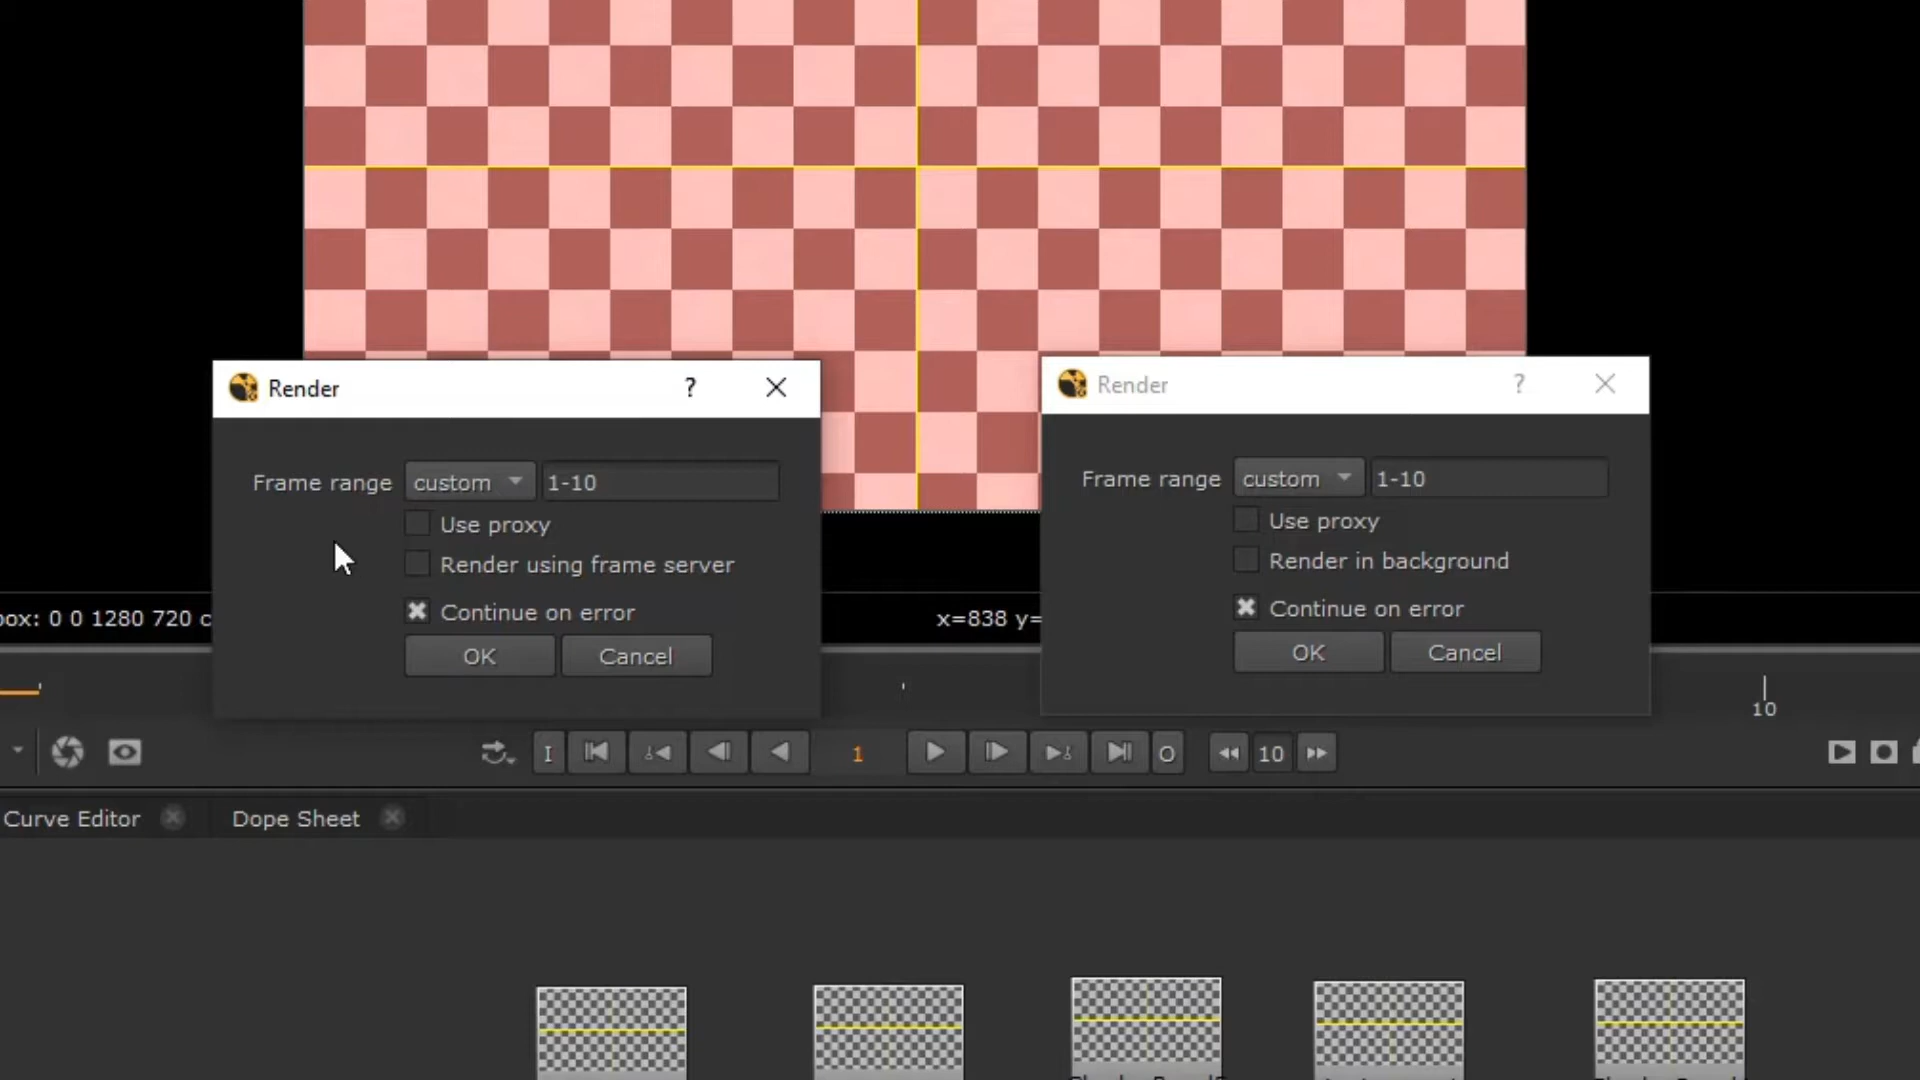 Render ?
Frame range custom 1-10
Use proxy
Render using frame server
Continue on error
OK Cancel
Render ?
Frame range custom 1-10
Use proxy
Render in background
Continue on error
OK Cancel
box: 0 0 1280 720 c
x=838 y=
10
I 1 O 10
Curve Editor Dope Sheet